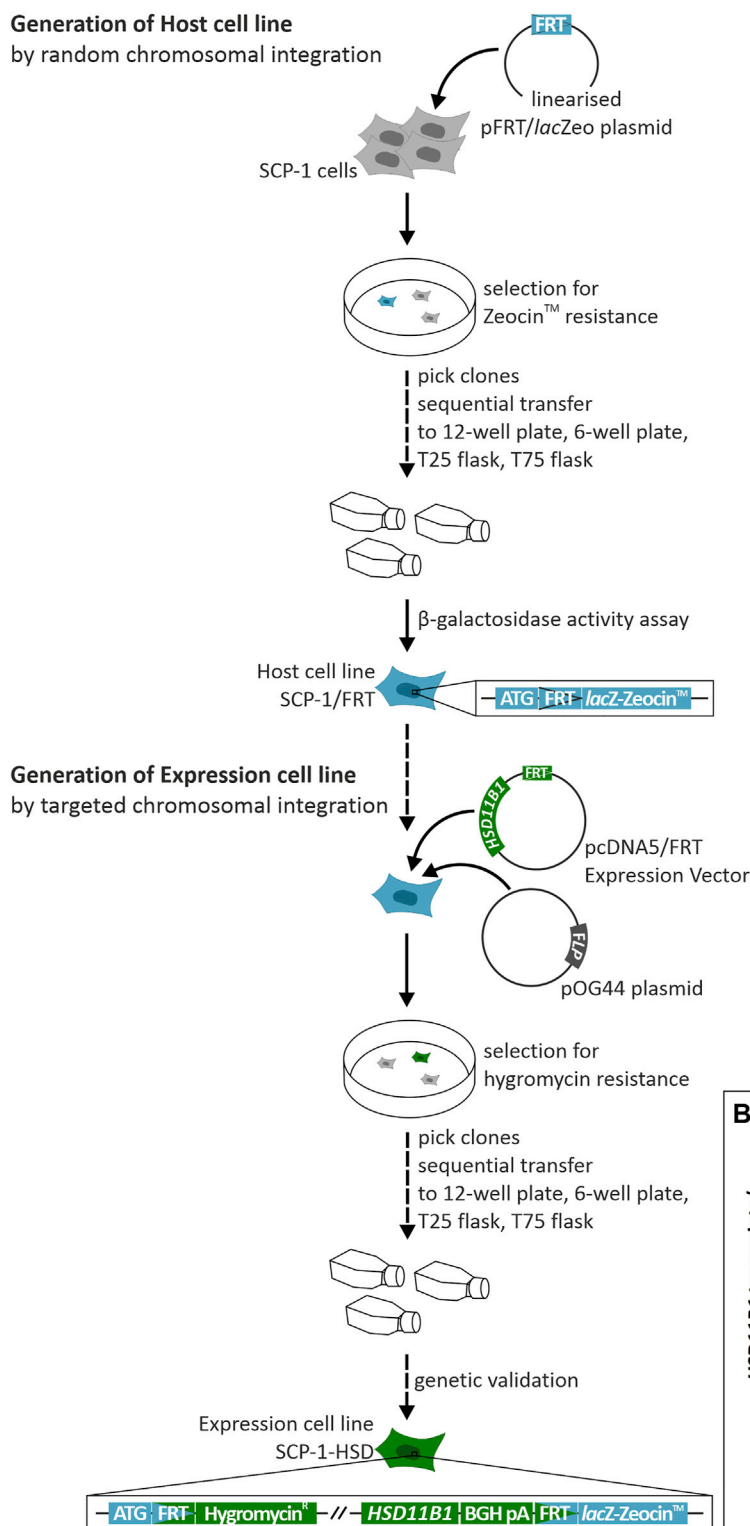 Generation of Host cell line
by random chromosomal integration
FRT
linearised
pFRT/lacZeo plasmid
SCP-1 cells
selection for
Zeocin™ resistance
pick clones
sequential transfer
to 12-well plate, 6-well plate,
T25 flask, T75 flask
β-galactosidase activity assay
Host cell line
SCP-1/FRT
ATG FRT lacZ-Zeocin™
Generation of Expression cell line
by targeted chromosomal integration
FRT
HSD11B1
pcDNA5/FRT
Expression Vector
FLP
pOG44 plasmid
selection for
hygromycin resistance
pick clones
sequential transfer
to 12-well plate, 6-well plate,
T25 flask, T75 flask
B
genetic validation
Expression cell line
SCP-1-HSD
ATG FRT Hygromycin^R // HSD11B1 BGH pA FRT lacZ-Zeocin™